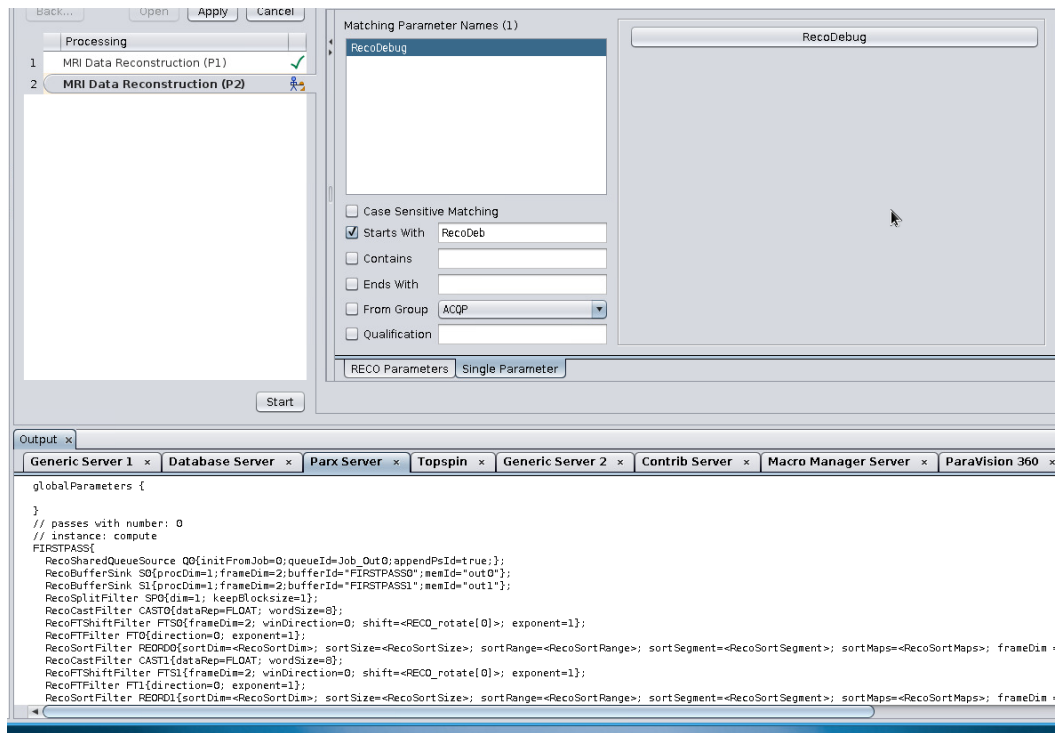 Back... Open Apply Cancel
Processing
1 MRI Data Reconstruction (P1)
2 MRI Data Reconstruction (P2)
Start
Matching Parameter Names (1)
RecoDebug
Case Sensitive Matching
Starts With RecoDeb
Contains
Ends With
From Group ACQP
Qualification
RecoDebug
RECO Parameters Single Parameter
Output ×
Generic Server 1 × Database Server × Parx Server × Topspin × Generic Server 2 × Contrib Server × Macro Manager Server × ParaVision 360 ×
globalParameters {
}
// passes with number: 0
// instance: compute
FIRSTPASS{
RecoSharedQueueSource Q0{initFromJob=0;queueId=Job_Out0;appendPsId=true;};
RecoBufferSink S0{procDim=1;frameDim=2;bufferId="FIRSTPASS0";memId="out0"};
RecoBufferSink S1{procDim=1;frameDim=2;bufferId="FIRSTPASS1";memId="out1"};
RecoSplitFilter SP0{dim=1; keepBlocksize=1};
RecoCastFilter CAST0{dataRep=FLOAT; wordSize=8};
RecoFTShiftFilter FTS0{frameDim=2; winDirection=0; shift=<RECO_rotate[0]>; exponent=1};
RecoFTFilter FT0{direction=0; exponent=1};
RecoSortFilter REORD0{sortDim=<RecoSortDim>; sortSize=<RecoSortSize>; sortRange=<RecoSortRange>; sortSegment=<RecoSortSegment>; sortMaps=<RecoSortMaps>; frameDim =
RecoCastFilter CAST1{dataRep=FLOAT; wordSize=8};
RecoFTShiftFilter FTS1{frameDim=2; winDirection=0; shift=<RECO_rotate[0]>; exponent=1};
RecoFTFilter FT1{direction=0; exponent=1};
RecoSortFilter REORD1{sortDim=<RecoSortDim>; sortSize=<RecoSortSize>; sortRange=<RecoSortRange>; sortSegment=<RecoSortSegment>; sortMaps=<RecoSortMaps>; frameDim =